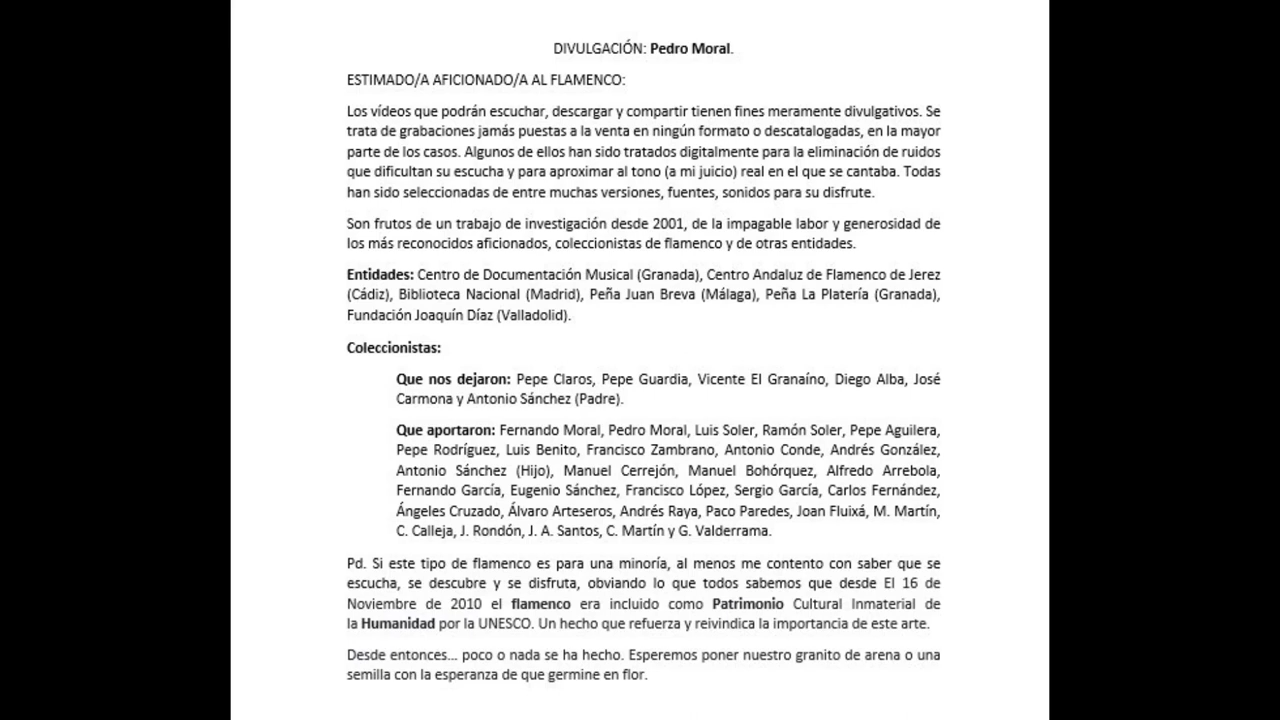 DIVULGACIÓN: Pedro Moral.
ESTIMADO/A AFICIONADO/A AL FLAMENCO:
Los vídeos que podrán escuchar, descargar y compartir tienen fines meramente divulgativos. Se
trata de grabaciones jamás puestas a la venta en ningún formato o descatalogadas, en la mayor
parte de los casos. Algunos de ellos han sido tratados digitalmente para la eliminación de ruidos
que dificultan su escucha y para aproximar al tono (a mi juicio) real en el que se cantaba. Todas
han sido seleccionadas de entre muchas versiones, fuentes, sonidos para su disfrute.
Son frutos de un trabajo de investigación desde 2001, de la impagable labor y generosidad de
los más reconocidos aficionados, coleccionistas de flamenco y de otras entidades.
Entidades: Centro de Documentación Musical (Granada), Centro Andaluz de Flamenco de Jerez
(Cádiz), Biblioteca Nacional (Madrid), Peña Juan Breva (Málaga), Peña La Platería (Granada),
Fundación Joaquín Díaz (Valladolid).
Coleccionistas:
Que nos dejaron: Pepe Claros, Pepe Guardia, Vicente El Granaíno, Diego Alba, José
Carmona y Antonio Sánchez (Padre).
Que aportaron: Fernando Moral, Pedro Moral, Luis Soler, Ramón Soler, Pepe Aguilera,
Pepe Rodríguez, Luis Benito, Francisco Zambrano, Antonio Conde, Andrés González,
Antonio Sánchez (Hijo), Manuel Cerrejón, Manuel Bohórquez, Alfredo Arrebola,
Fernando García, Eugenio Sánchez, Francisco López, Sergio García, Carlos Fernández,
Ángeles Cruzado, Álvaro Arteseros, Andrés Raya, Paco Paredes, Joan Fluixá, M. Martín,
C. Calleja, J. Rondón, J. A. Santos, C. Martín y G. Valderrama.
Pd. Si este tipo de flamenco es para una minoría, al menos me contento con saber que se
escucha, se descubre y se disfruta, obviando lo que todos sabemos que desde El 16 de
Noviembre de 2010 el flamenco era incluido como Patrimonio Cultural Inmaterial de
la Humanidad por la UNESCO. Un hecho que refuerza y reivindica la importancia de este arte.
Desde entonces... poco o nada se ha hecho. Esperemos poner nuestro granito de arena o una
semilla con la esperanza de que germine en flor.